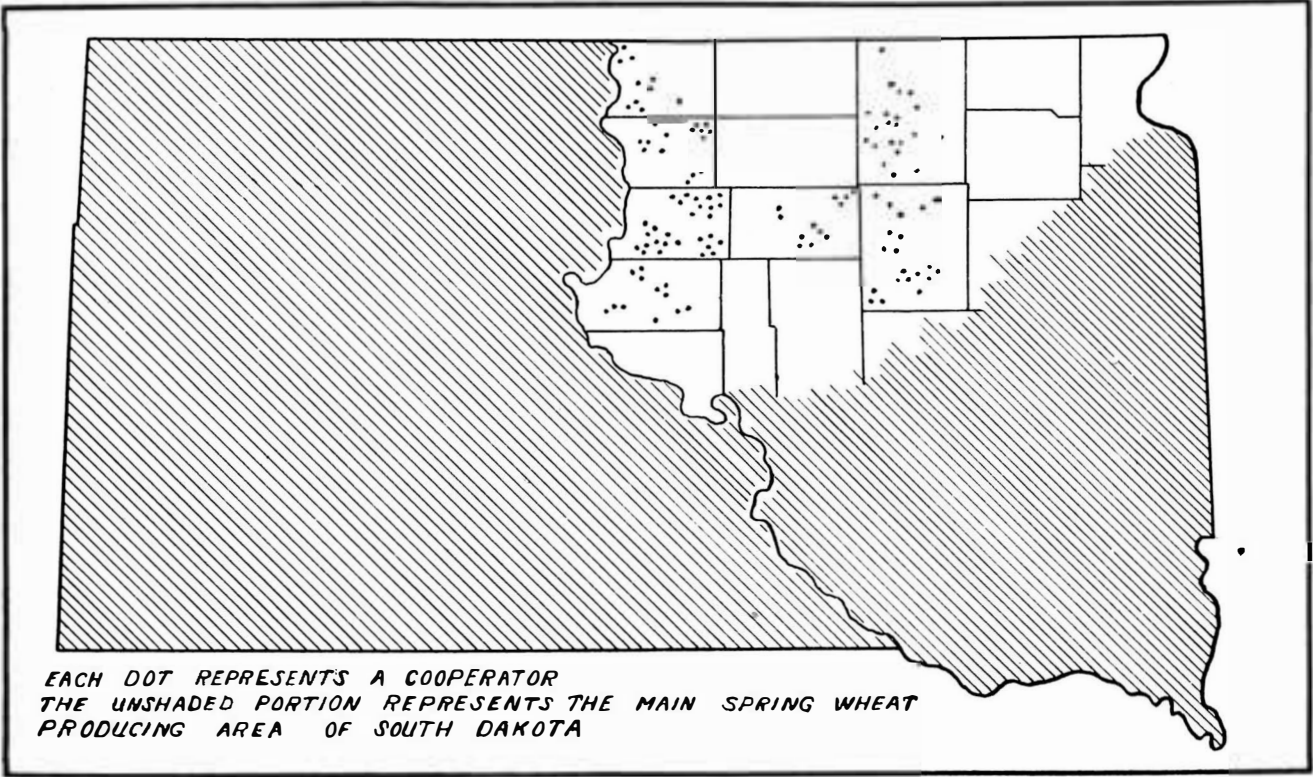 EACH DOT REPRESENTS A COOPERATOR
THE UNSHADED PORTION REPRESENTS THE MAIN SPRING WHEAT
PRODUCING AREA OF SOUTH DAKOTA